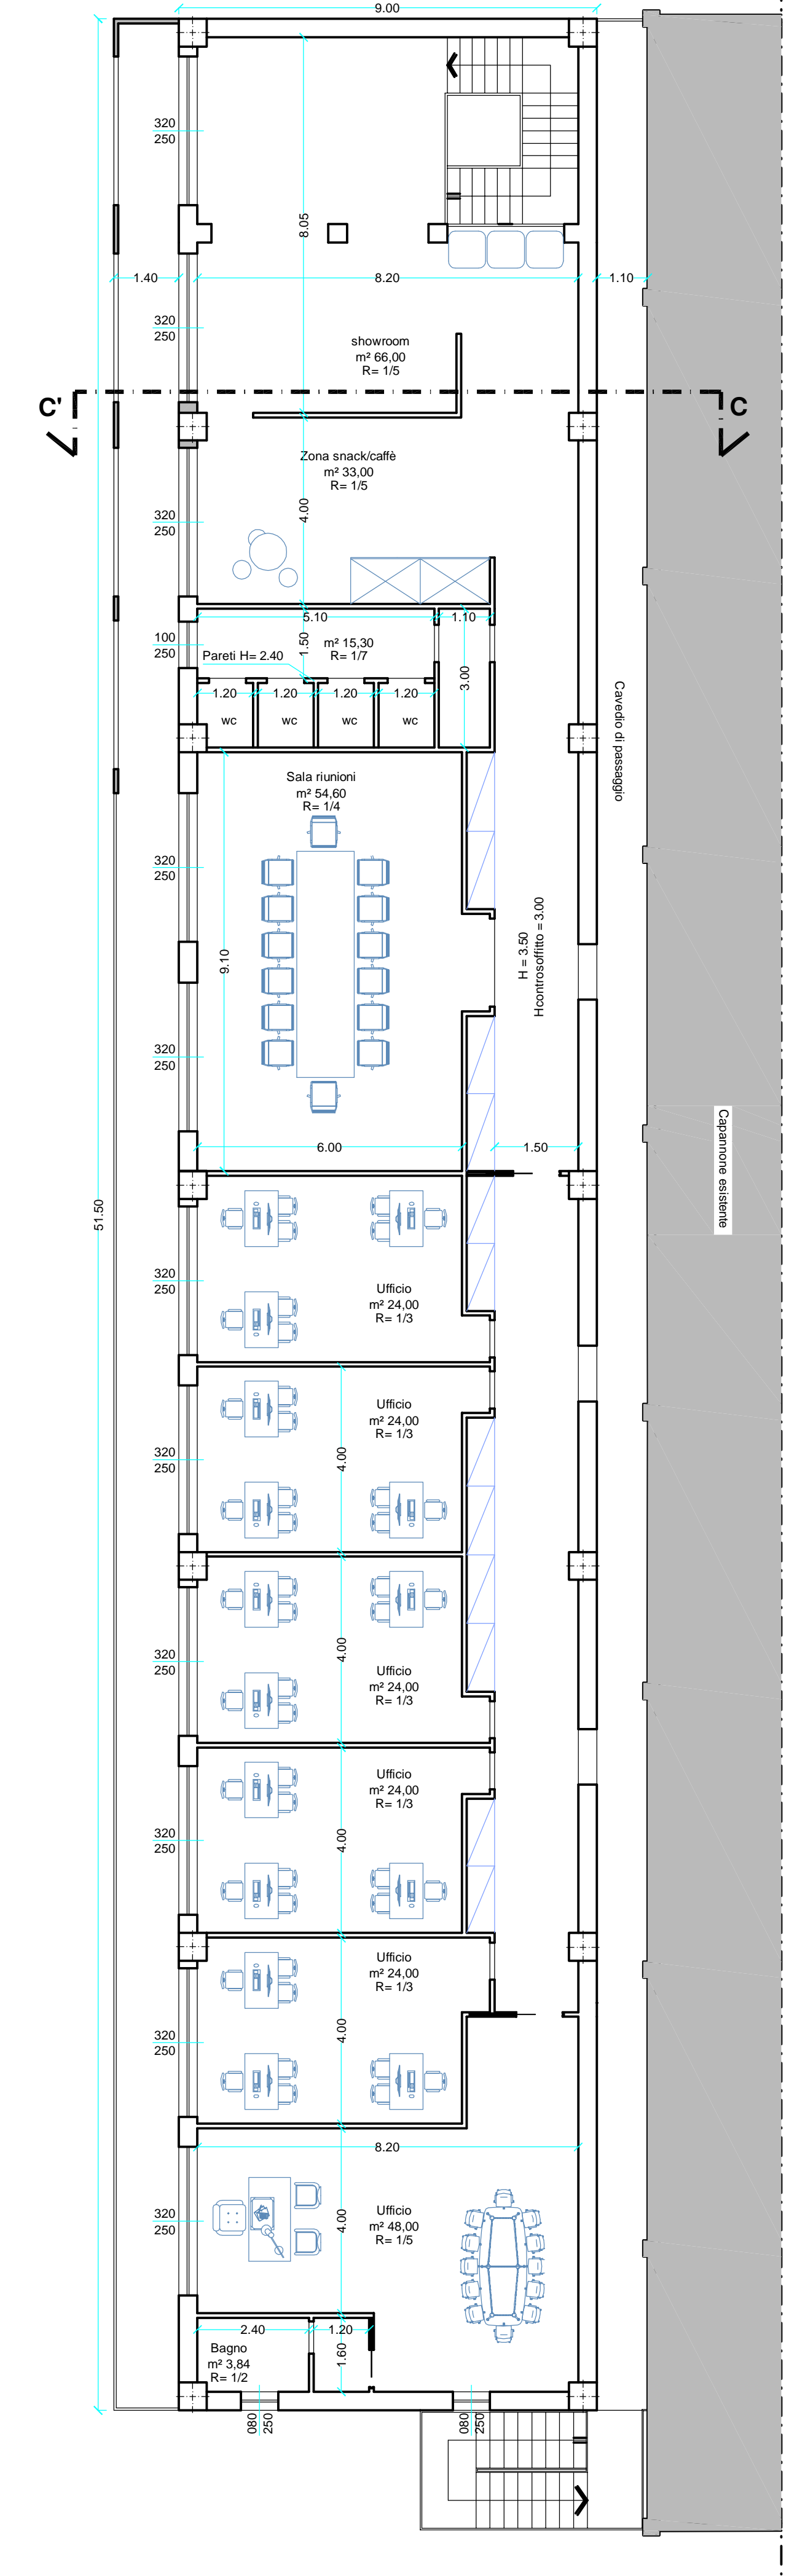 9.00
320
250
8.05
1.40
8.20
1.10
320
250
showroom
m² 66,00
R= 1/5
C'
C
Zona snack/caffè
m² 33,00
R= 1/5
320
250
4.00
5.10
1.10
100
250
1.50
m² 15,30
R= 1/7
Pareti H= 2.40
3.00
1.20
1.20
1.20
1.20
wc
wc
wc
wc
Cavedio di passaggio
Sala riunioni
m² 54,60
R= 1/4
320
250
9.10
H = 3.50
Hcontrosoffitto = 3.00
320
250
6.00
1.50
Capannone esistente
51.50
320
250
Ufficio
m² 24,00
R= 1/3
Ufficio
m² 24,00
R= 1/3
320
250
4.00
320
250
4.00
Ufficio
m² 24,00
R= 1/3
Ufficio
m² 24,00
R= 1/3
320
250
4.00
Ufficio
m² 24,00
R= 1/3
320
250
4.00
8.20
320
250
4.00
Ufficio
m² 48,00
R= 1/5
2.40
1.20
1.60
Bagno
m² 3,84
R= 1/2
080
250
080
250